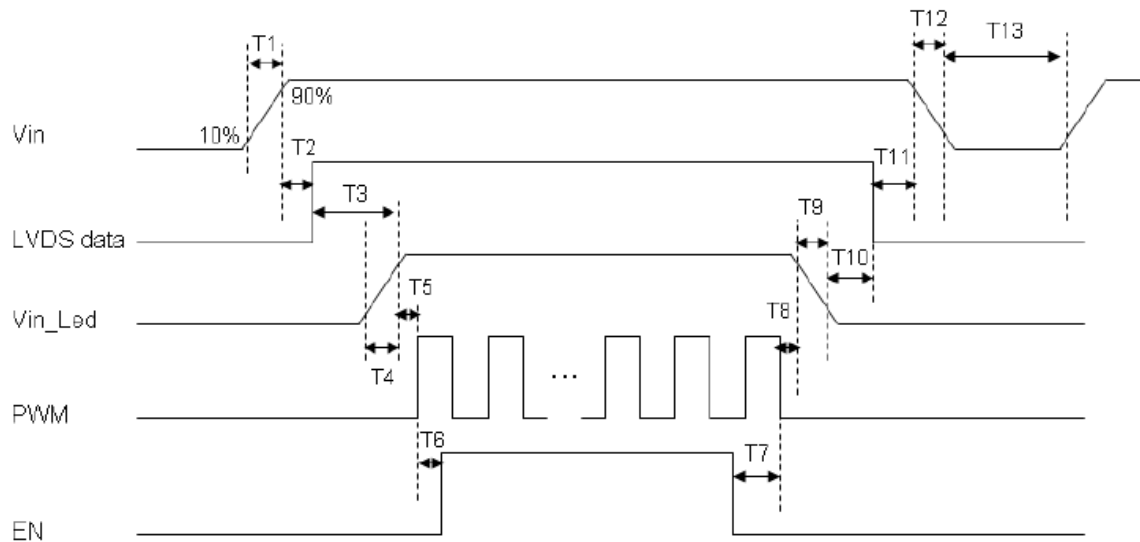 T1
T12
T13
90%
Vin
10%
T2
T11
T3
T9
LVDS data
T10
T5
Vin_Led
T8
T4
...
PWM
T6
T7
EN